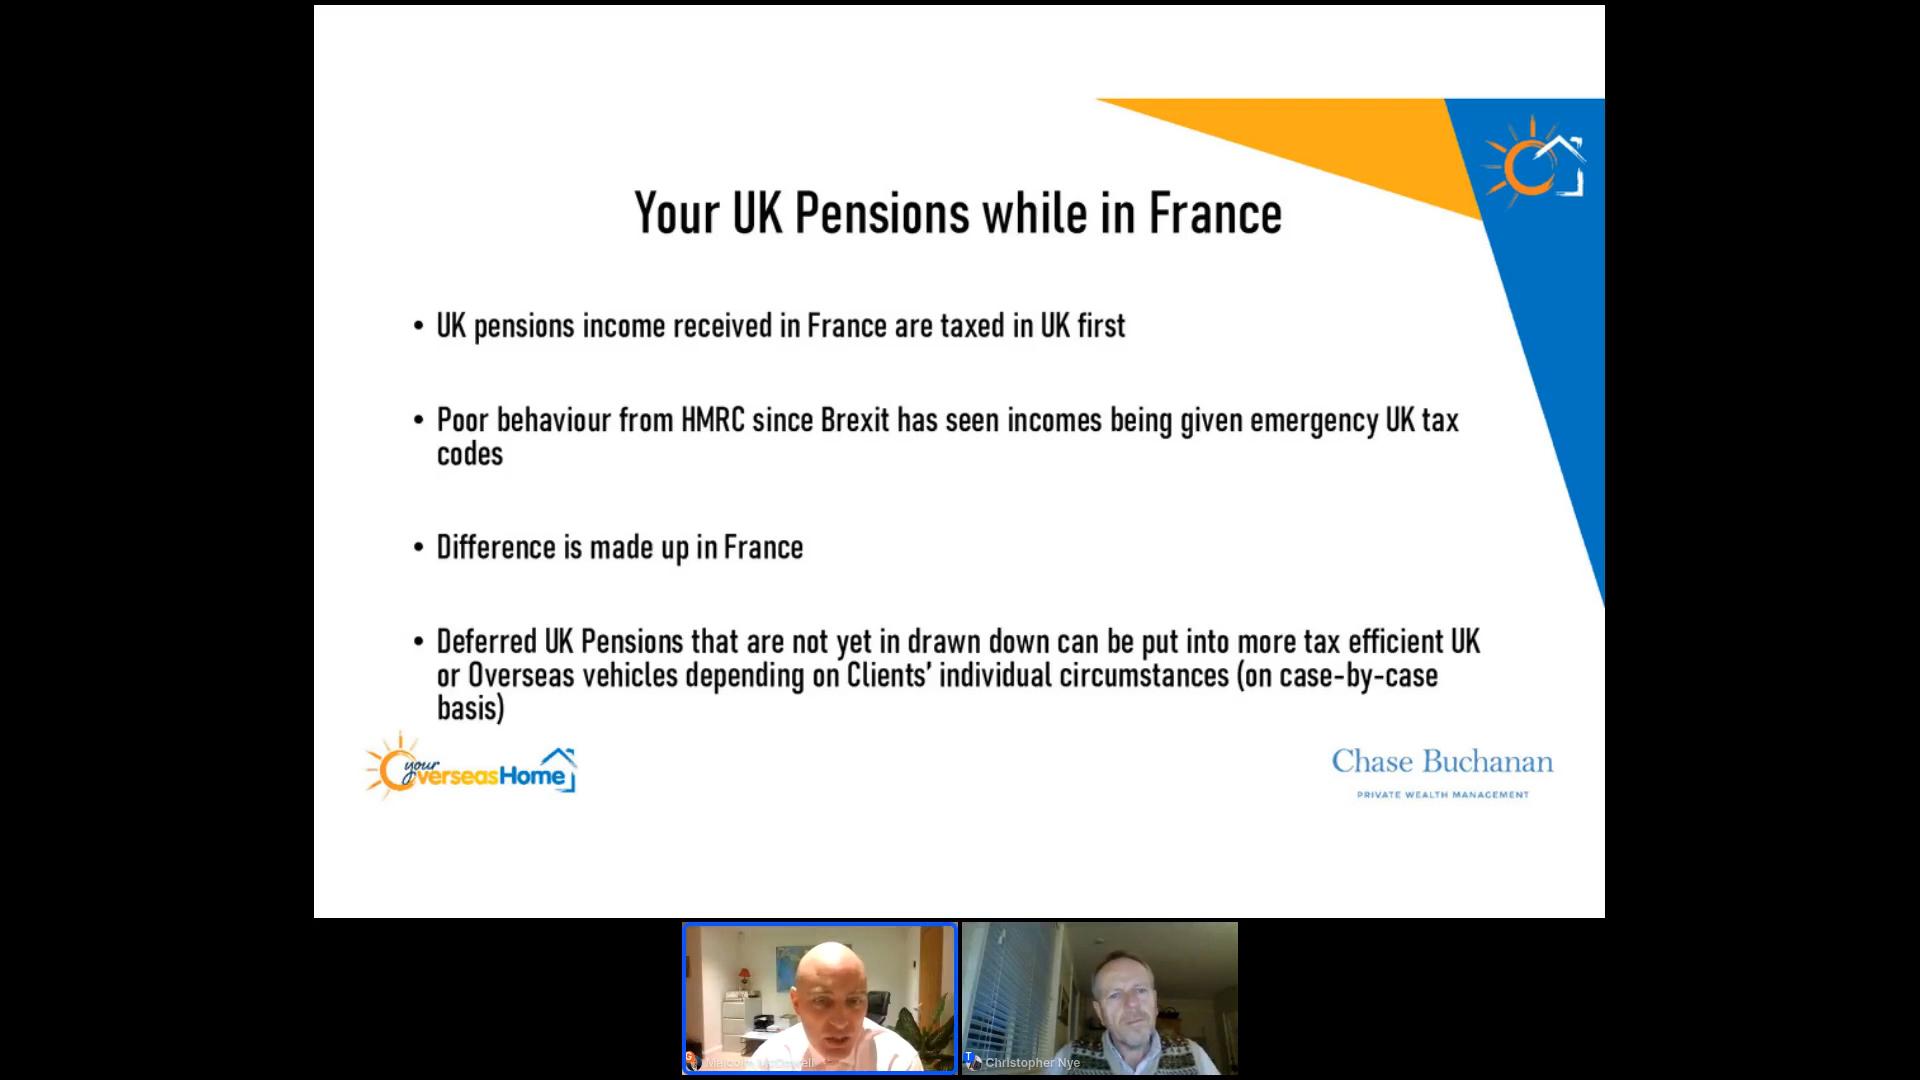 Your UK Pensions while in France
• UK pensions income received in France are taxed in UK first
• Poor behaviour from HMRC since Brexit has seen incomes being given emergency UK tax
codes
• Difference is made up in France
• Deferred UK Pensions that are not yet in drawn down can be put into more tax efficient UK
or Overseas vehicles depending on Clients’ individual circumstances (on case-by-case
basis)
your
OverseasHome
Chase Buchanan
PRIVATE WEALTH MANAGEMENT
G
T
Christopher Nye